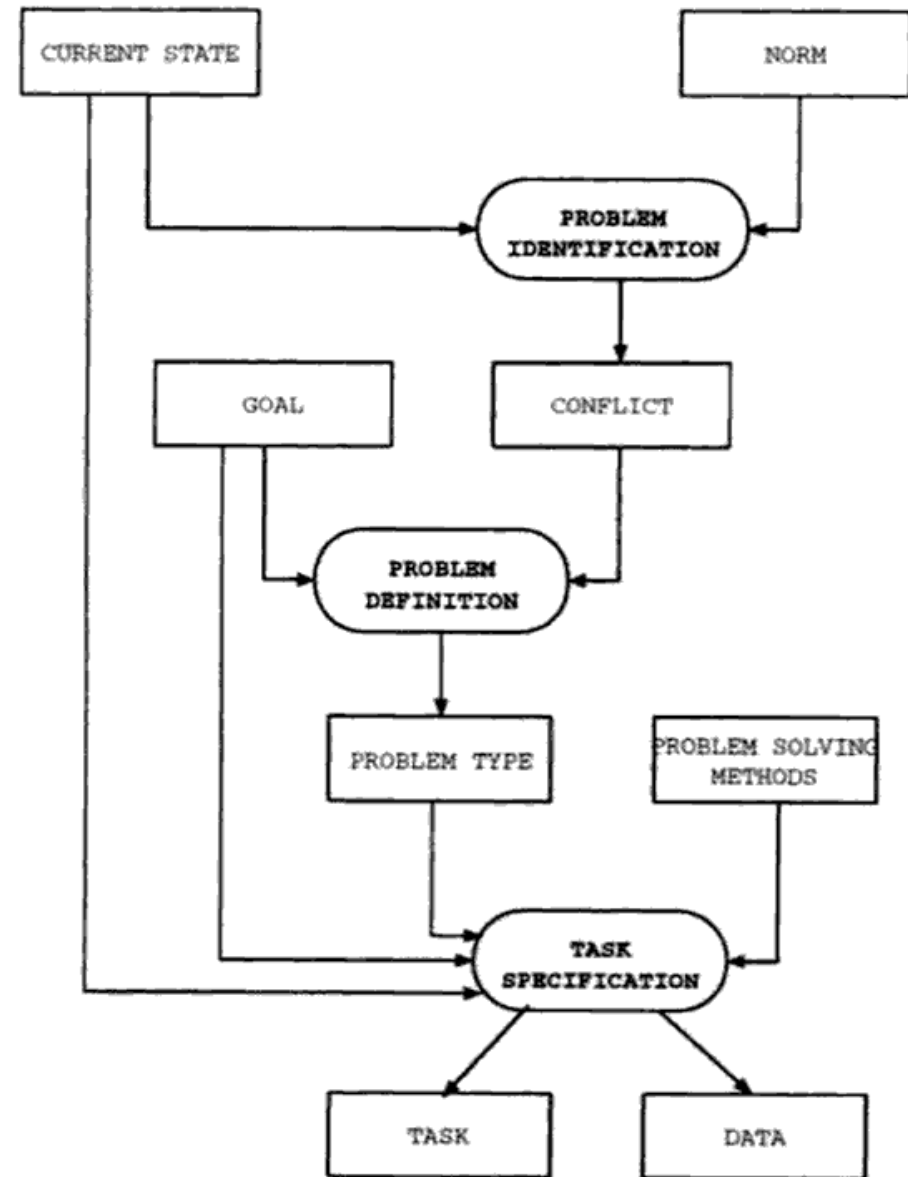 CURRENT STATE
NORM
PROBLEM
IDENTIFICATION
GOAL
CONFLICT
PROBLEM
DEFINITION
PROBLEM TYPE
PROBLEM SOLVING
METHODS
TASK
SPECIFICATION
TASK
DATA